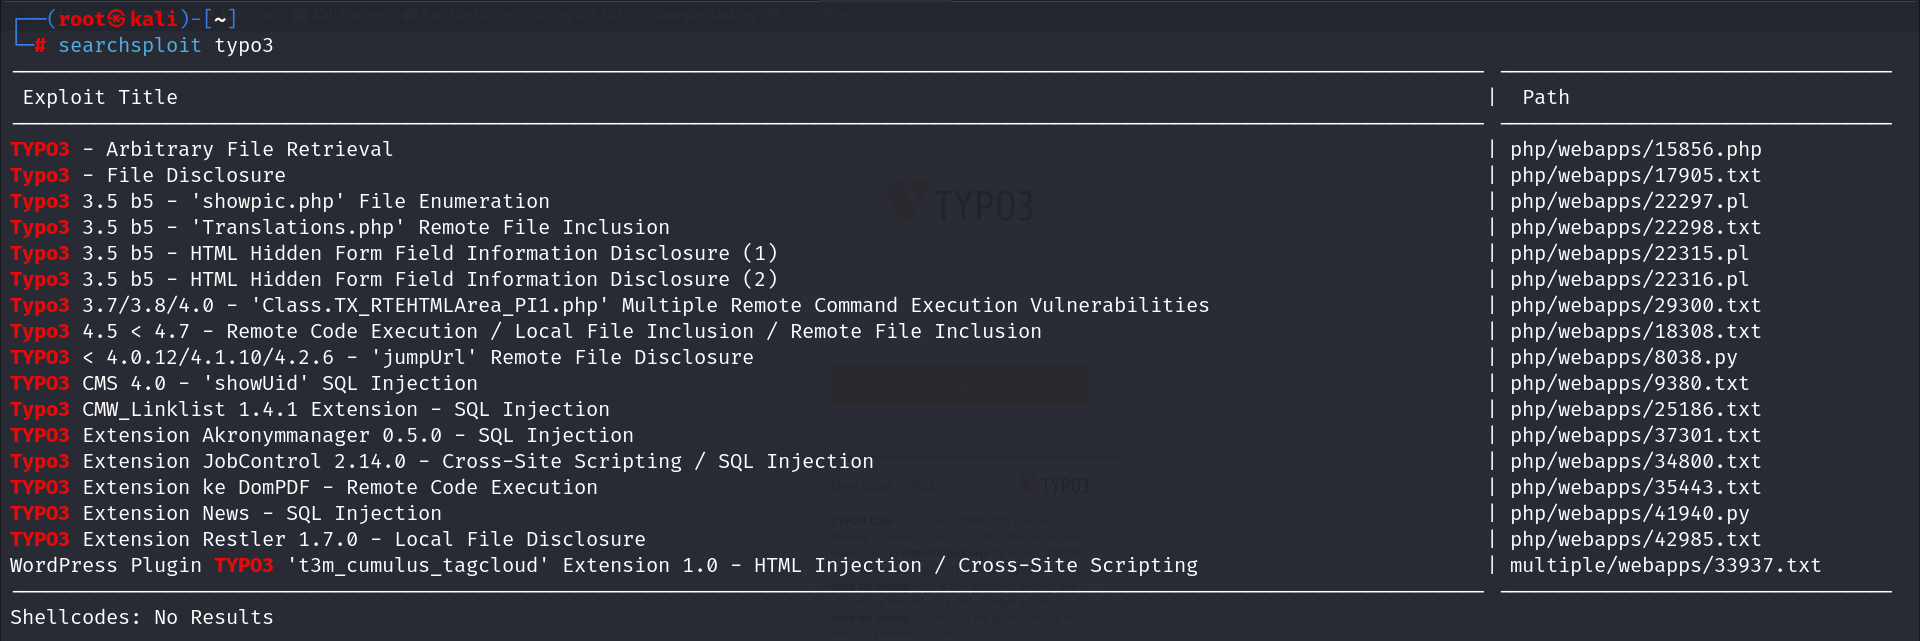 (root㉿kali)-[~]
# searchsploit typo3
Exploit Title | Path
TYPO3 - Arbitrary File Retrieval | php/webapps/15856.php
Typo3 - File Disclosure | php/webapps/17905.txt
Typo3 3.5 b5 - 'showpic.php' File Enumeration | php/webapps/22297.pl
Typo3 3.5 b5 - 'Translations.php' Remote File Inclusion | php/webapps/22298.txt
Typo3 3.5 b5 - HTML Hidden Form Field Information Disclosure (1) | php/webapps/22315.pl
Typo3 3.5 b5 - HTML Hidden Form Field Information Disclosure (2) | php/webapps/22316.pl
Typo3 3.7/3.8/4.0 - 'Class.TX_RTEHTMLArea_PI1.php' Multiple Remote Command Execution Vulnerabilities | php/webapps/29300.txt
Typo3 4.5 < 4.7 - Remote Code Execution / Local File Inclusion / Remote File Inclusion | php/webapps/18308.txt
TYPO3 < 4.0.12/4.1.10/4.2.6 - 'jumpUrl' Remote File Disclosure | php/webapps/8038.py
TYPO3 CMS 4.0 - 'showUid' SQL Injection | php/webapps/9380.txt
Typo3 CMW_Linklist 1.4.1 Extension - SQL Injection | php/webapps/25186.txt
TYPO3 Extension Akronymmanager 0.5.0 - SQL Injection | php/webapps/37301.txt
Typo3 Extension JobControl 2.14.0 - Cross-Site Scripting / SQL Injection | php/webapps/34800.txt
TYPO3 Extension ke DomPDF - Remote Code Execution | php/webapps/35443.txt
TYPO3 Extension News - SQL Injection | php/webapps/41940.py
TYPO3 Extension Restler 1.7.0 - Local File Disclosure | php/webapps/42985.txt
WordPress Plugin TYPO3 't3m_cumulus_tagcloud' Extension 1.0 - HTML Injection / Cross-Site Scripting | multiple/webapps/33937.txt
Shellcodes: No Results
TYPO3
More about TYPO3
TYPO3